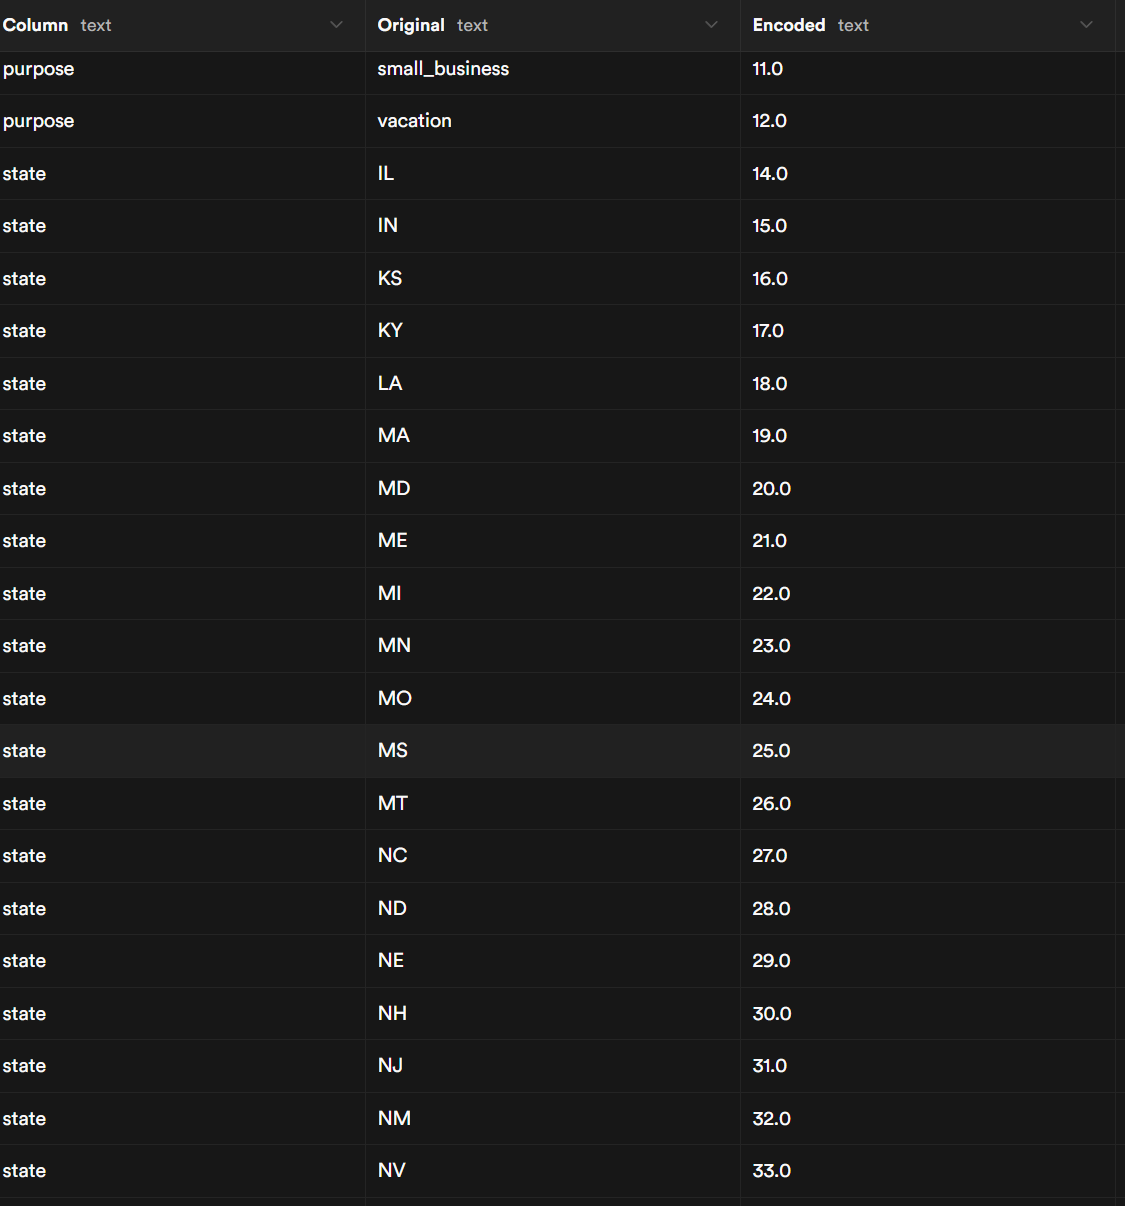 Column text Original text Encoded text
purpose small_business 11.0
purpose vacation 12.0
state IL 14.0
state IN 15.0
state KS 16.0
state KY 17.0
state LA 18.0
state MA 19.0
state MD 20.0
state ME 21.0
state MI 22.0
state MN 23.0
state MO 24.0
state MS 25.0
state MT 26.0
state NC 27.0
state ND 28.0
state NE 29.0
state NH 30.0
state NJ 31.0
state NM 32.0
state NV 33.0